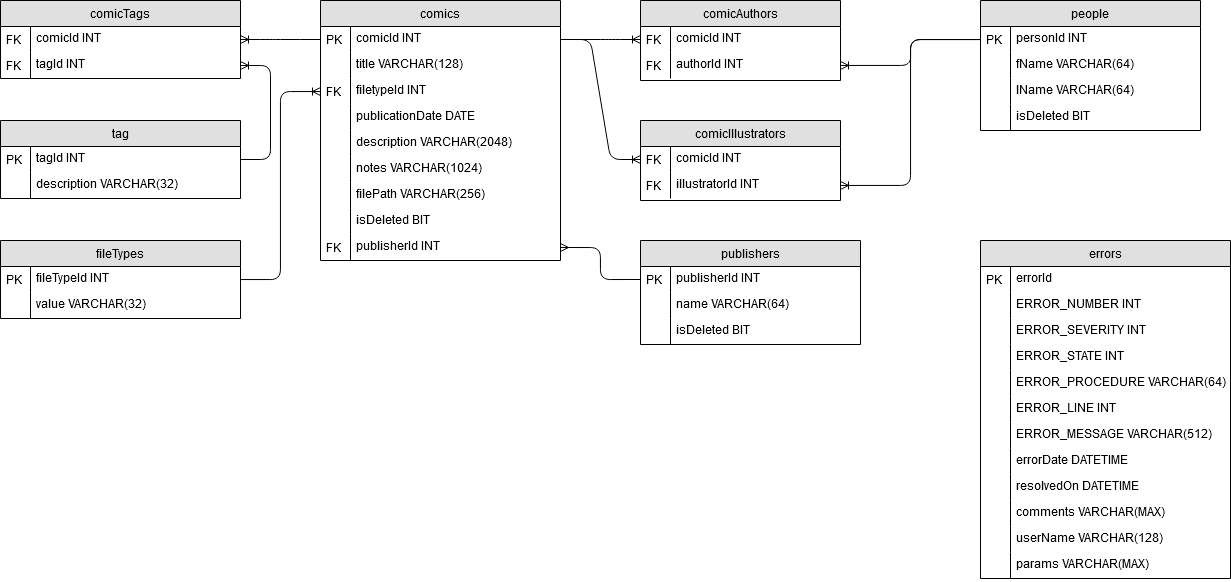 comicTags
FK comicId INT
FK tagId INT
tag
PK tagId INT
description VARCHAR(32)
fileTypes
PK fileTypeId INT
value VARCHAR(32)
comics
PK comicId INT
title VARCHAR(128)
FK filetypeId INT
publicationDate DATE
description VARCHAR(2048)
notes VARCHAR(1024)
filePath VARCHAR(256)
isDeleted BIT
FK publisherId INT
comicAuthors
FK comicId INT
FK authorId INT
comicIllustrators
FK comicId INT
FK illustratorId INT
publishers
PK publisherId INT
name VARCHAR(64)
isDeleted BIT
people
PK personId INT
fName VARCHAR(64)
lName VARCHAR(64)
isDeleted BIT
errors
PK errorId
ERROR_NUMBER INT
ERROR_SEVERITY INT
ERROR_STATE INT
ERROR_PROCEDURE VARCHAR(64)
ERROR_LINE INT
ERROR_MESSAGE VARCHAR(512)
errorDate DATETIME
resolvedOn DATETIME
comments VARCHAR(MAX)
userName VARCHAR(128)
params VARCHAR(MAX)